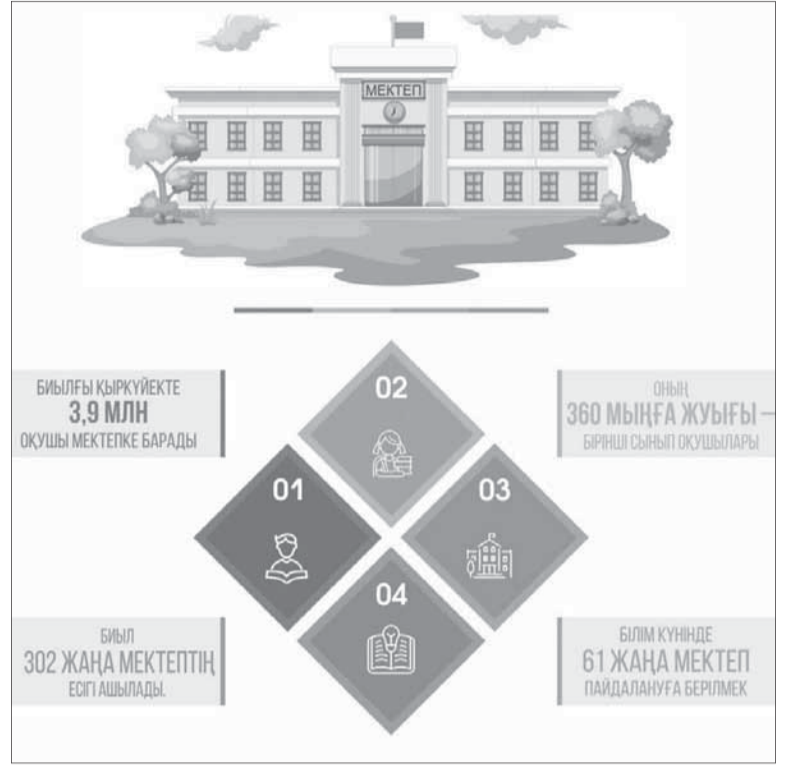 МЕКТЕП
БИЫЛҒЫ ҚЫРКҮЙЕКТЕ
3,9 МЛН
ОҚУШЫ МЕКТЕПКЕ БАРАДЫ
ОНЫҢ
360 МЫҢҒА ЖУЫҒЫ —
БІРІНШІ СЫНЫП ОҚУШЫЛАРЫ
02
01
03
04
БИЫЛ
302 ЖАҢА МЕКТЕПТІҢ
ЕСІГІ АШЫЛАДЫ.
БІЛІМ КҮНІНДЕ
61 ЖАҢА МЕКТЕП
ПАЙДАЛАНУҒА БЕРІЛМЕК